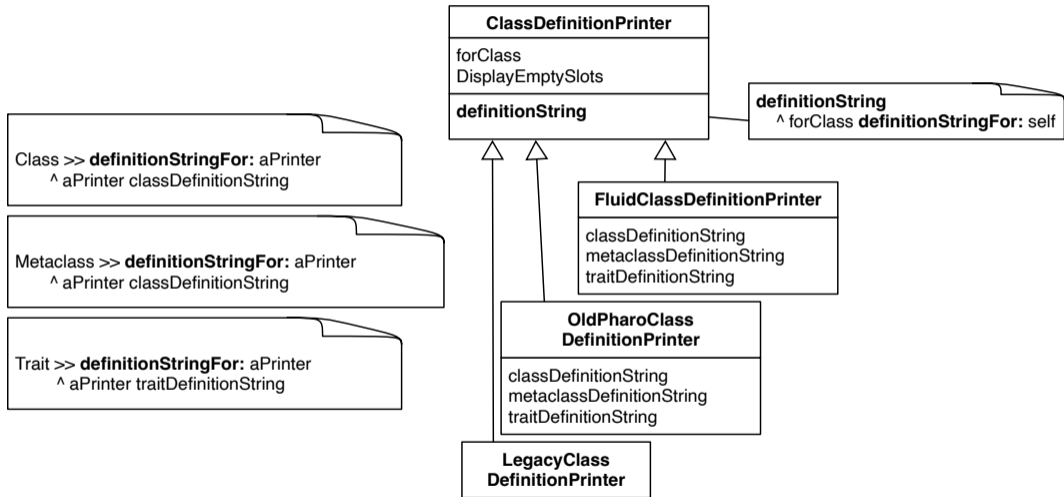 ClassDefinitionPrinter
forClass
DisplayEmptySlots
definitionString
definitionString
^ forClass definitionStringFor: self
Class >> definitionStringFor: aPrinter
^ aPrinter classDefinitionString
Metaclass >> definitionStringFor: aPrinter
^ aPrinter classDefinitionString
Trait >> definitionStringFor: aPrinter
^ aPrinter traitDefinitionString
FluidClassDefinitionPrinter
classDefinitionString
metaclassDefinitionString
traitDefinitionString
OldPharoClass
DefinitionPrinter
classDefinitionString
metaclassDefinitionString
traitDefinitionString
LegacyClass
DefinitionPrinter